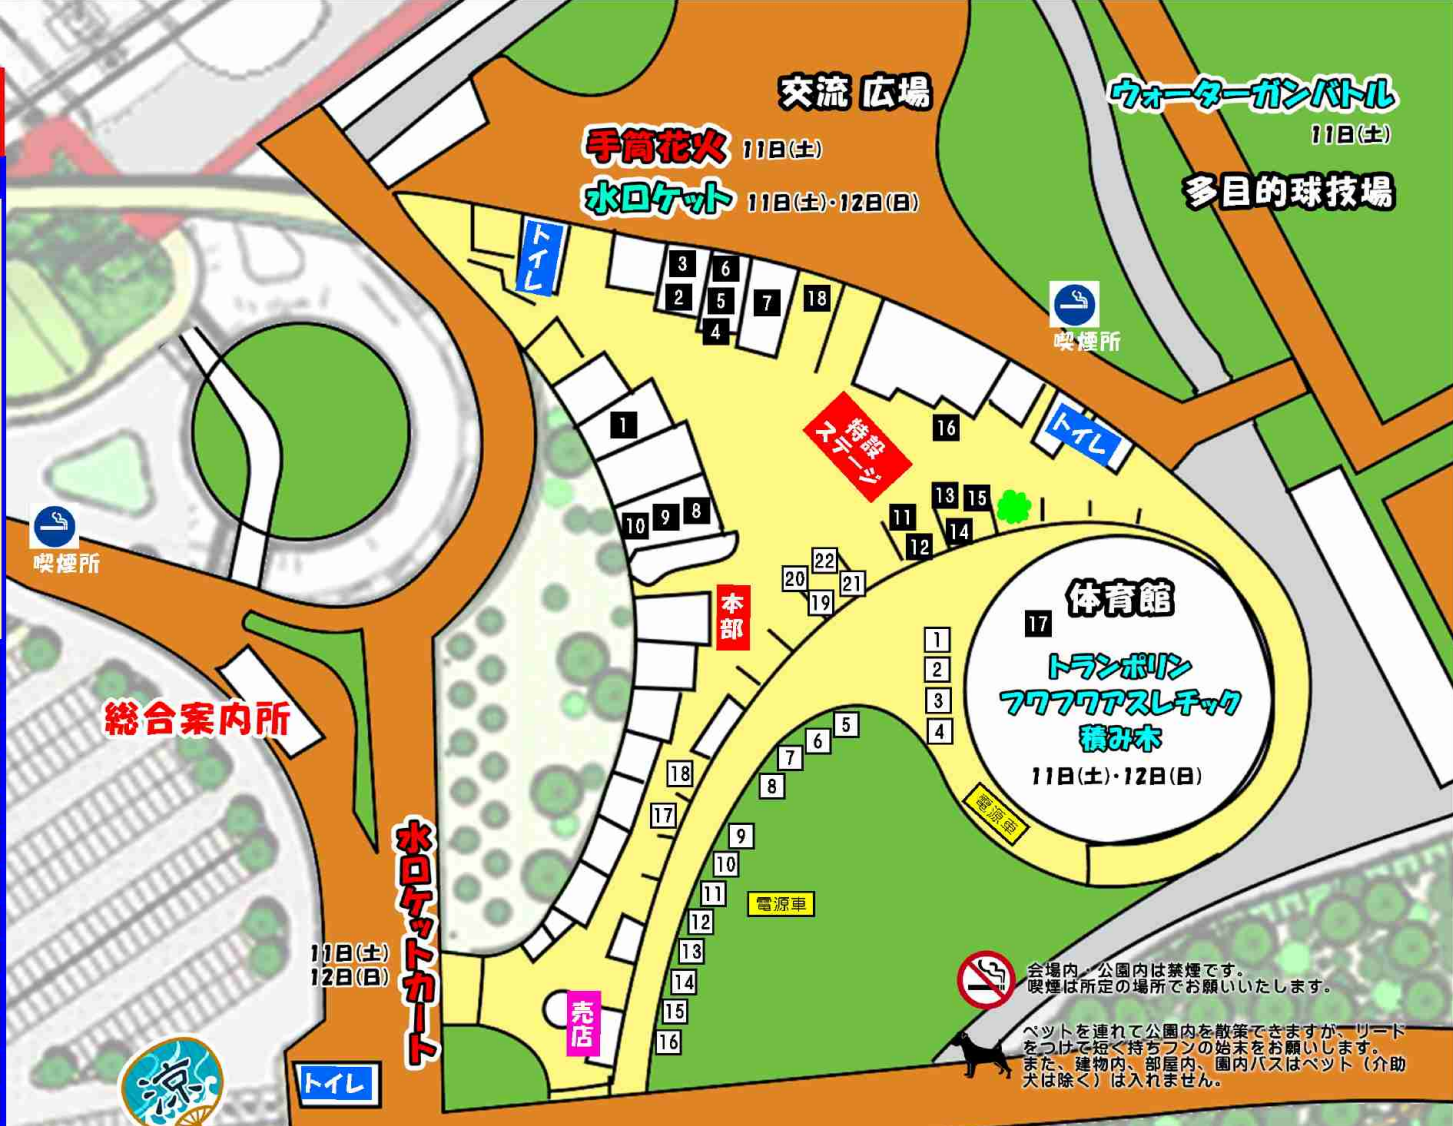 交流 広場
手筒花火 11日(土)
水ロケット 11日(土)・12日(日)
ウォーターガンバトル
11日(土)
多目的球技場
トイレ
3
6
2
5
4
7
18
喫煙所
1
特設
ステージ
16
トイレ
13
15
11
14
12
10
9
8
喫煙所
22
20
21
19
本部
体育館
17
トランポリン
フワフワアスレチック
積み木
11日(土)・12日(日)
1
2
3
4
5
6
7
8
総合案内所
18
17
電源車
9
10
11
12
13
14
15
16
電源車
水ロケットカート
11日(土)
12日(日)
売店
会場内・公園内は禁煙です。
喫煙は所定の場所でお願いいたします。
ペットを連れて公園内を散策できますが、リード
をつけて短く持ちフンの始末をお願いします。
また、建物内、部屋内、園内バスはペット（介助
犬は除く）は入れません。
涼
トイレ